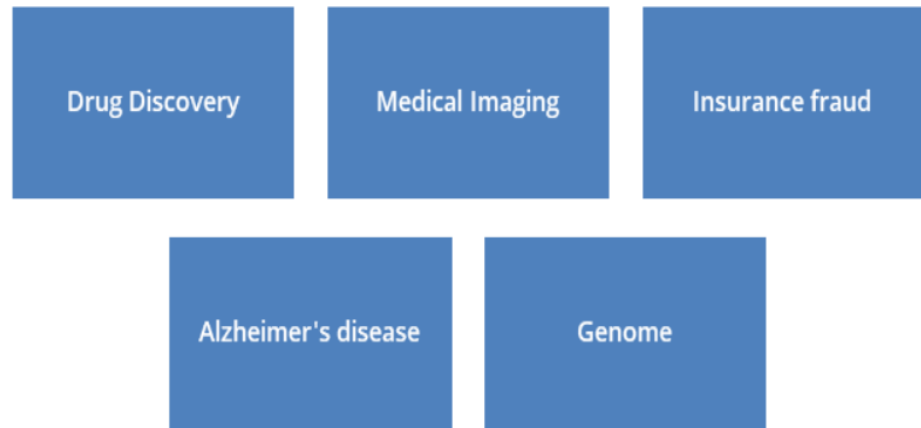 Drug Discovery
Medical Imaging
Insurance fraud
Alzheimer's disease
Genome